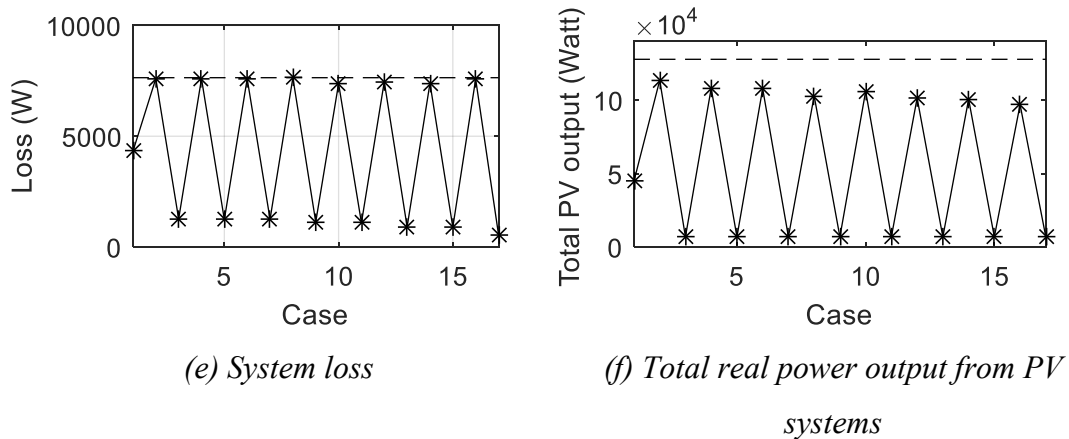 10000
5000
0
Loss (W)
5
10
15
Case
(e) System loss
× 10^4
10
5
0
Total PV output (Watt)
5
10
15
Case
(f) Total real power output from PV
systems